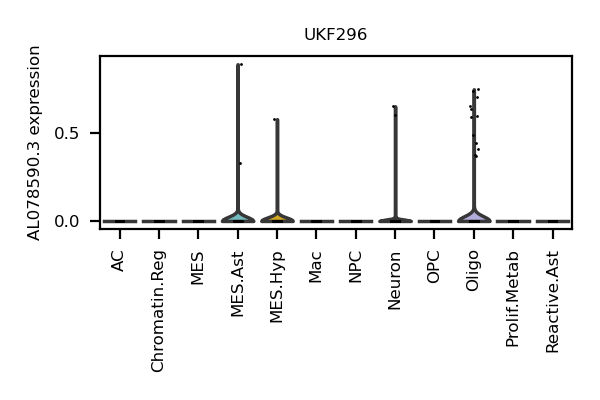 UKF296
AL078590.3 expression
0.5
0.0
AC
Chromatin.Reg
MES
MES.Ast
MES.Hyp
Mac
NPC
Neuron
OPC
Oligo
Prolif.Metab
Reactive.Ast